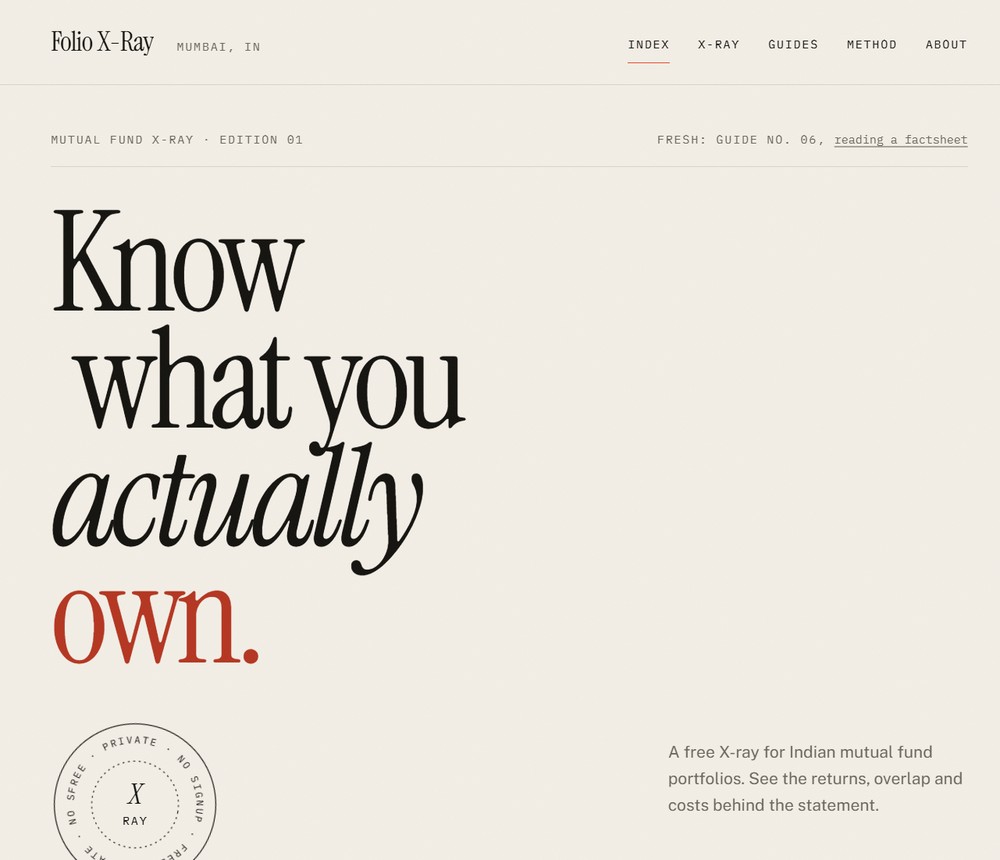 Folio X-Ray MUMBAI, IN INDEX X-RAY GUIDES METHOD ABOUT
MUTUAL FUND X-RAY · EDITION 01 FRESH: GUIDE NO. 06, reading a factsheet
Know
what you
actually
own.
FREE · PRIVATE · NO SIGNUP ·
NO S
X
RAY
A free X-ray for Indian mutual fund
portfolios. See the returns, overlap and
costs behind the statement.